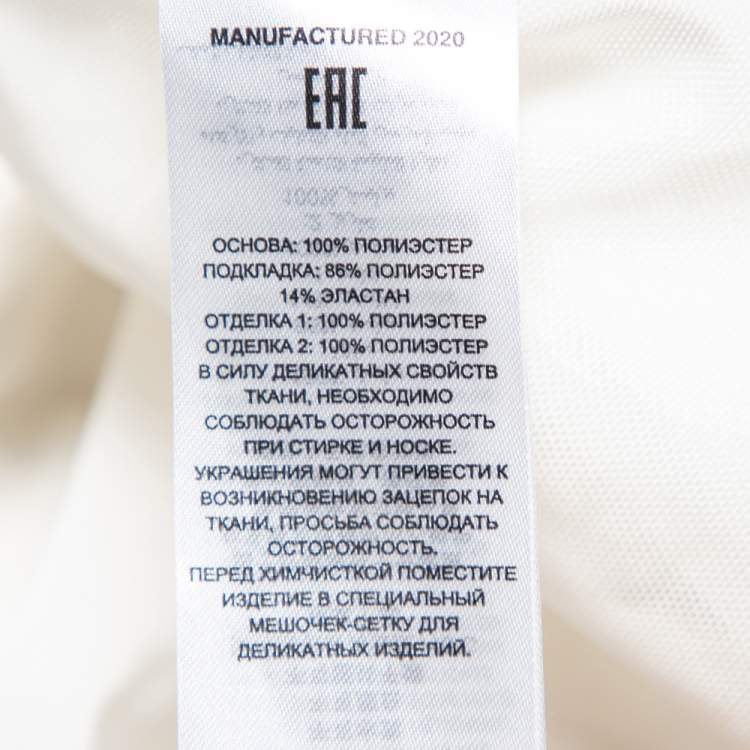 MANUFACTURED 2020
EAC
ОСНОВА: 100% ПОЛИЭСТЕР
ПОДКЛАДКА: 86% ПОЛИЭСТЕР
14% ЭЛАСТАН
ОТДЕЛКА 1: 100% ПОЛИЭСТЕР
ОТДЕЛКА 2: 100% ПОЛИЭСТЕР
В СИЛУ ДЕЛИКАТНЫХ СВОЙСТВ
ТКАНИ, НЕОБХОДИМО
СОБЛЮДАТЬ ОСТОРОЖНОСТЬ
ПРИ СТИРКЕ И НОСКЕ.
УКРАШЕНИЯ МОГУТ ПРИВЕСТИ К
ВОЗНИКНОВЕНИЮ ЗАЦЕПОК НА
ТКАНИ, ПРОСЬБА СОБЛЮДАТЬ
ОСТОРОЖНОСТЬ.
ПЕРЕД ХИМЧИСТКОЙ ПОМЕСТИТЕ
ИЗДЕЛИЕ В СПЕЦИАЛЬНЫЙ
МЕШОЧЕК-СЕТКУ ДЛЯ
ДЕЛИКАТНЫХ ИЗДЕЛИЙ.